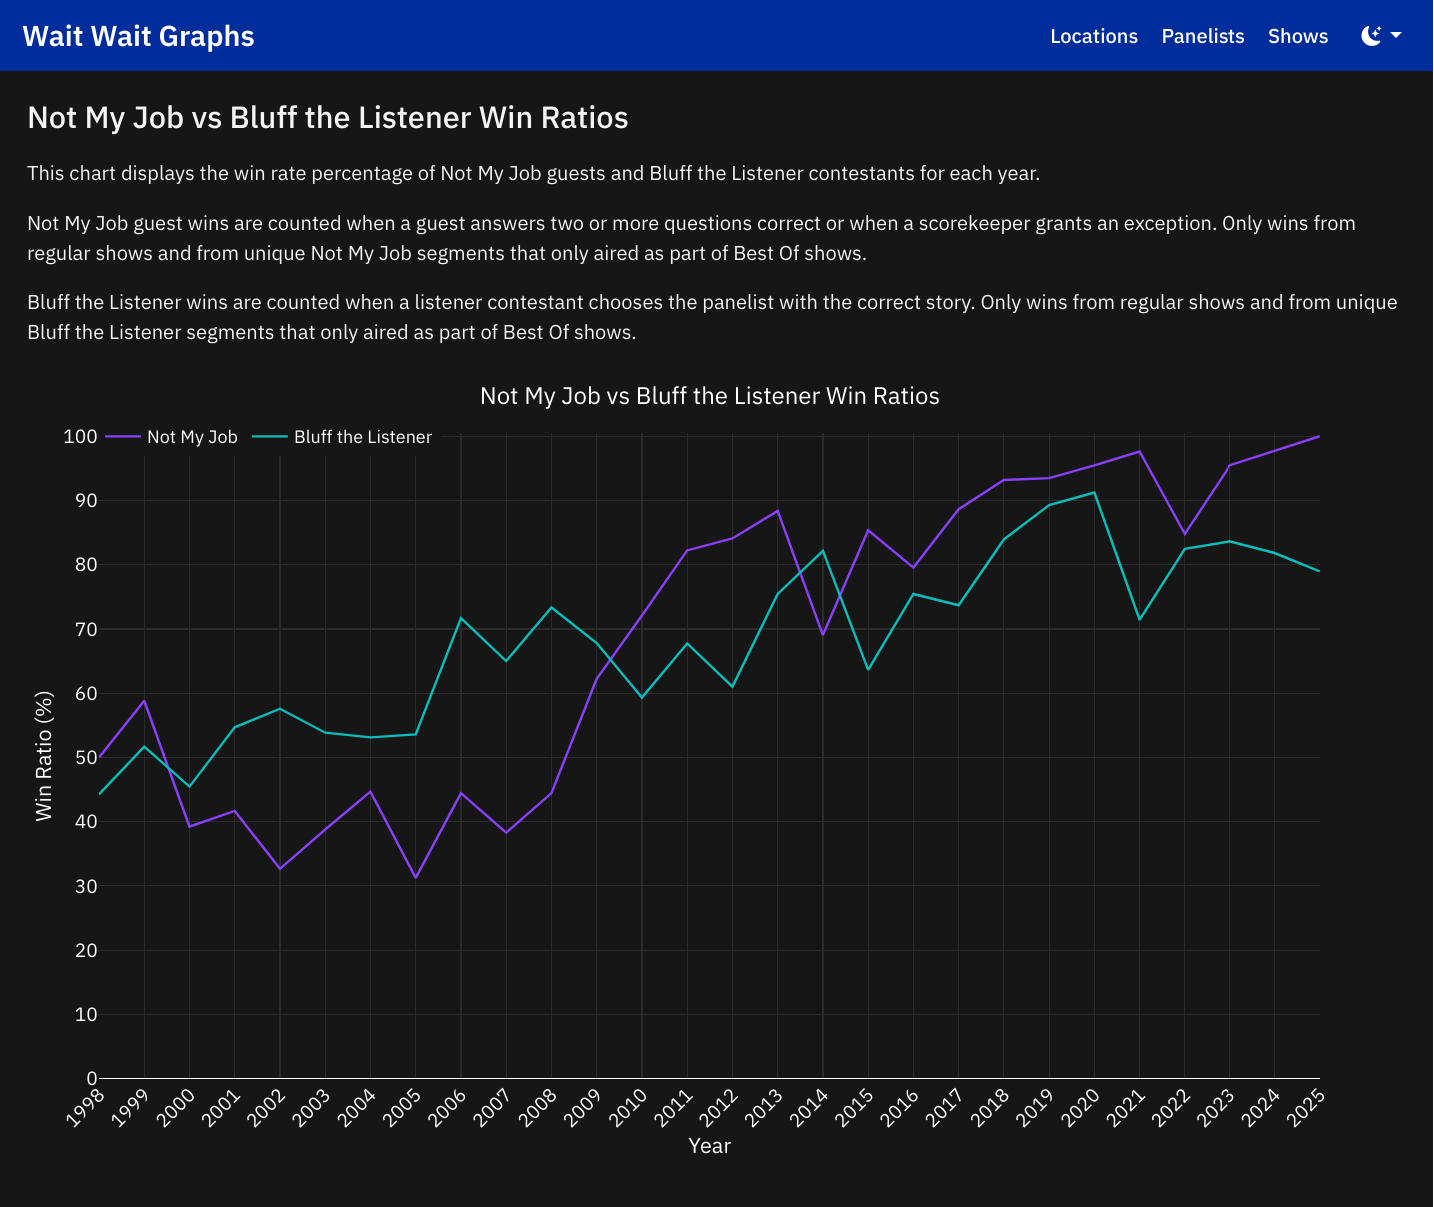 Wait Wait Graphs
Locations Panelists Shows
Not My Job vs Bluff the Listener Win Ratios
This chart displays the win rate percentage of Not My Job guests and Bluff the Listener contestants for each year.
Not My Job guest wins are counted when a guest answers two or more questions correct or when a scorekeeper grants an exception. Only wins from
regular shows and from unique Not My Job segments that only aired as part of Best Of shows.
Bluff the Listener wins are counted when a listener contestant chooses the panelist with the correct story. Only wins from regular shows and from unique
Bluff the Listener segments that only aired as part of Best Of shows.
Not My Job vs Bluff the Listener Win Ratios
Not My Job Bluff the Listener
100
90
80
70
60
50
40
30
20
10
0
Win Ratio (%)
1998 1999 2000 2001 2002 2003 2004 2005 2006 2007 2008 2009 2010 2011 2012 2013 2014 2015 2016 2017 2018 2019 2020 2021 2022 2023 2024 2025
Year